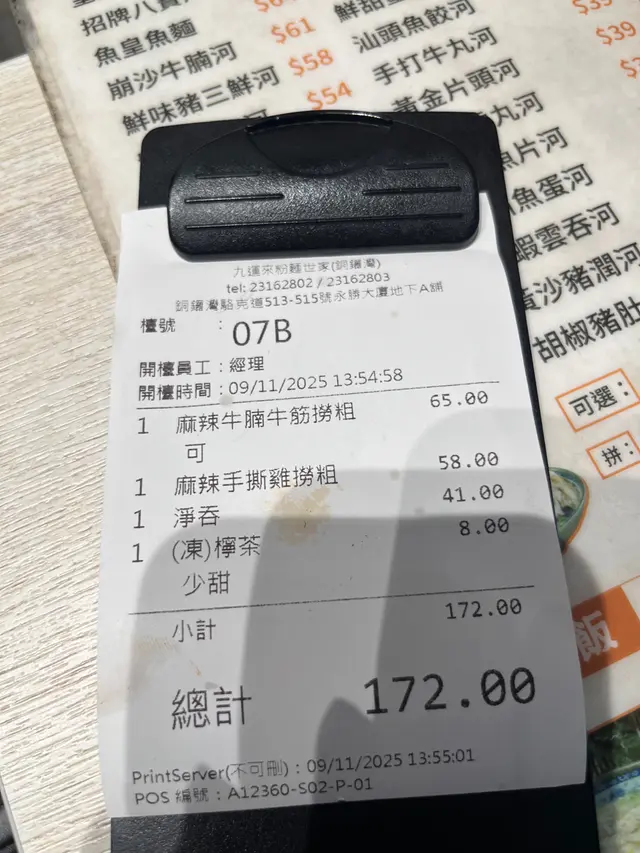 招牌八寶
魚皇魚麵
$61
崩沙牛腩河
$58
鮮味豬三鮮河
$54
汕頭魚餃河
$39
手打牛丸河
$39
黃金片頭河
丸河
魚片河
魚蛋河
蝦雲吞河
黃沙豬潤河
胡椒豬肚
可選：
拼：
飯
九運來粉麵世家(銅鑼灣)
tel: 23162802 / 23162803
銅鑼灣駱克道513-515號永勝大廈地下A舖
檯號 : 07B
開檯員工：經理
開檯時間：09/11/2025 13:54:58
1 麻辣牛腩牛筋撈粗 65.00
可
1 麻辣手撕雞撈粗 58.00
1 淨吞 41.00
1 (凍)檸茶 8.00
少甜
小計 172.00
總計 172.00
PrintServer(不可刪)：09/11/2025 13:55:01
POS 編號：A12360-S02-P-01